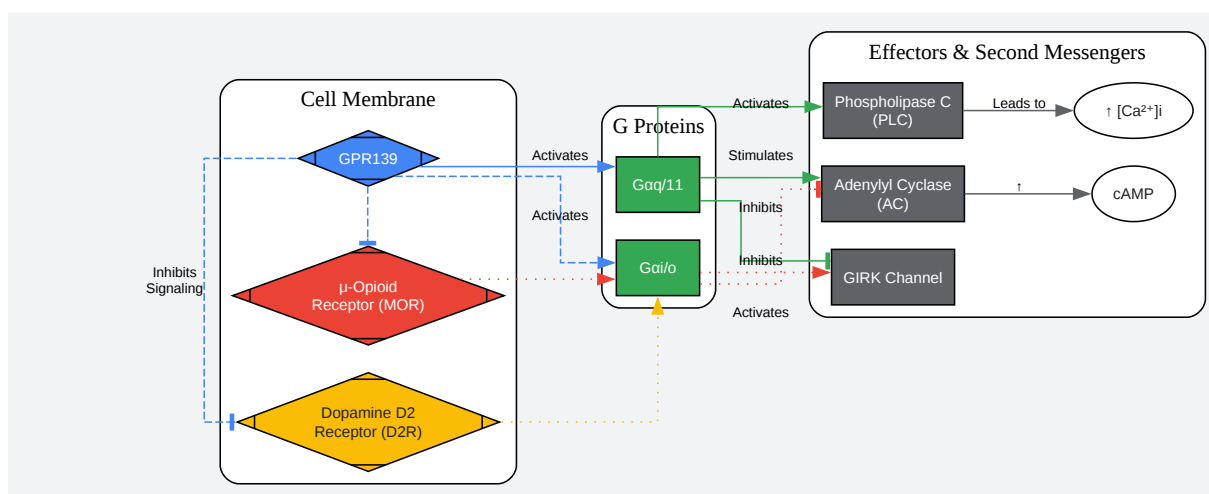 Effectors & Second Messengers
Cell Membrane
G Proteins
Activates
Phospholipase C
(PLC)
Leads to
↑ [Ca²⁺]i
GPR139
Activates
Stimulates
Gαq/11
Adenylyl Cyclase
(AC)
↑
cAMP
Activates
Inhibits
Inhibits
Signaling
μ-Opioid
Receptor (MOR)
Gαi/o
Inhibits
GIRK Channel
Activates
Dopamine D2
Receptor (D2R)